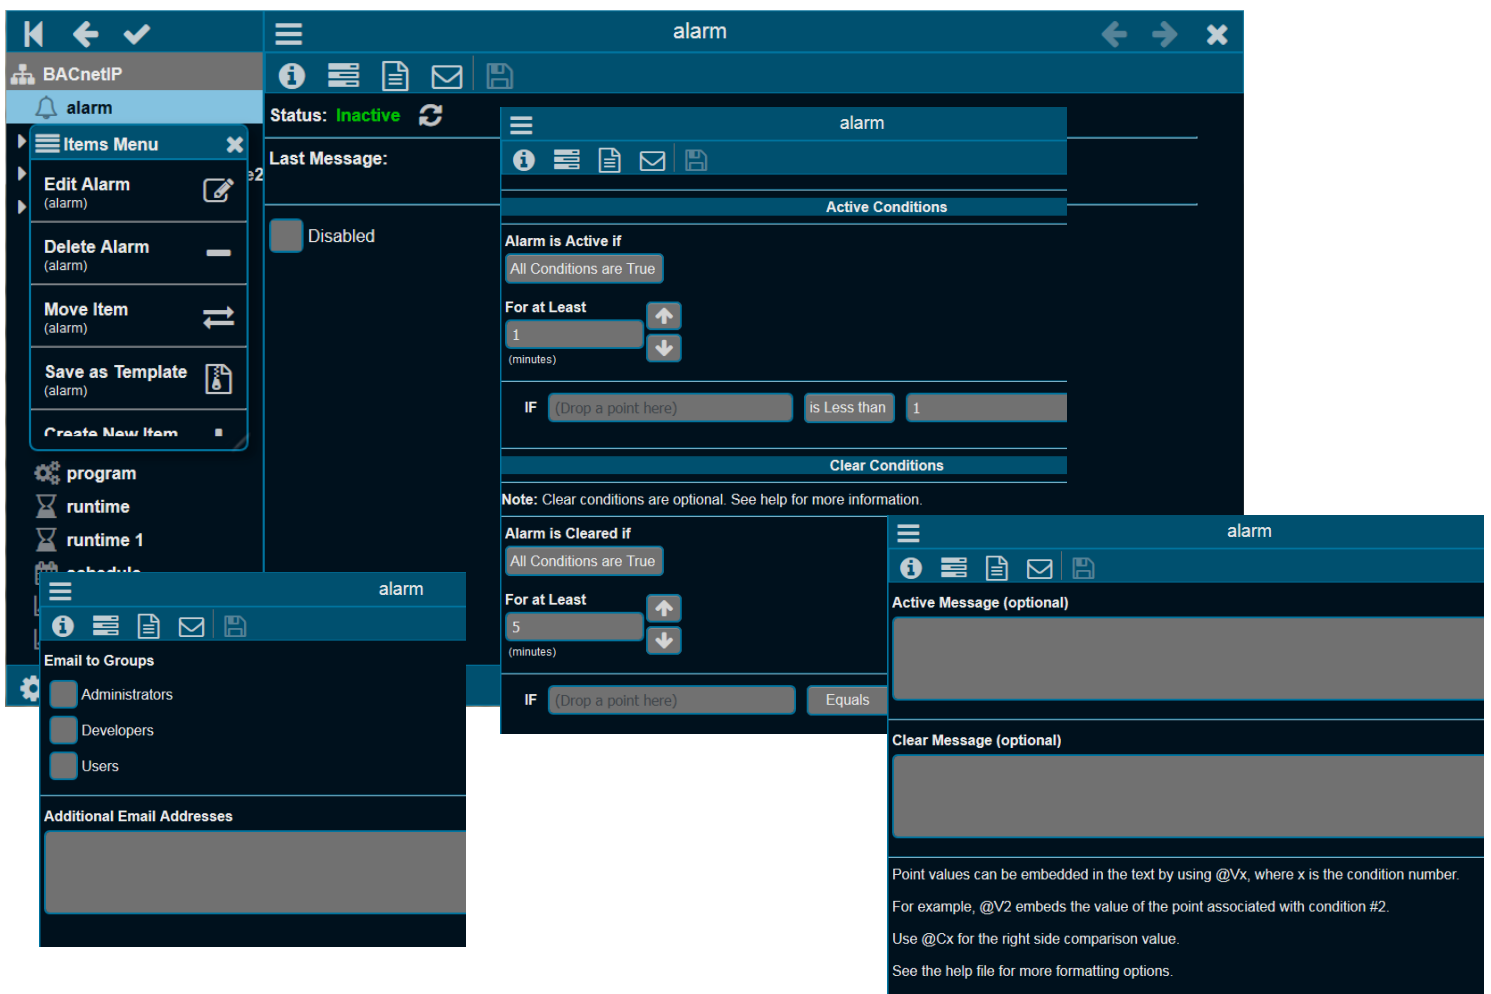 alarm
BACnetIP
alarm
Items Menu
Edit Alarm
(alarm)
Delete Alarm
(alarm)
Move Item
(alarm)
Save as Template
(alarm)
Create New Item
e2
program
runtime
runtime 1
schedule
Status: Inactive
Last Message:
Disabled
alarm
Active Conditions
Alarm is Active if
All Conditions are True
For at Least
1
(minutes)
IF (Drop a point here) is Less than 1
Clear Conditions
Note: Clear conditions are optional. See help for more information.
Alarm is Cleared if
All Conditions are True
For at Least
5
(minutes)
IF (Drop a point here) Equals
alarm
Email to Groups
Administrators
Developers
Users
Additional Email Addresses
alarm
Active Message (optional)
Clear Message (optional)
Point values can be embedded in the text by using @Vx, where x is the condition number.
For example, @V2 embeds the value of the point associated with condition #2.
Use @Cx for the right side comparison value.
See the help file for more formatting options.